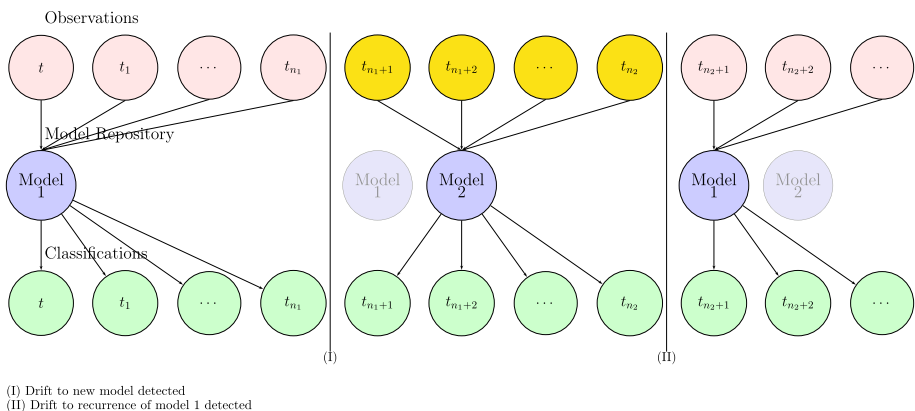 Observations
t t₁ ⋯ tₙ₁ tₙ₁₊₁ tₙ₁₊₂ ⋯ tₙ₂ tₙ₂₊₁ tₙ₂₊₂ ⋯
Model Repository
Model 1
Model 1
Model 2
Model 1
Model 2
Classifications
t t₁ ⋯ tₙ₁ tₙ₁₊₁ tₙ₁₊₂ ⋯ tₙ₂ tₙ₂₊₁ tₙ₂₊₂ ⋯
(I) (II)
(I) Drift to new model detected
(II) Drift to recurrence of model 1 detected